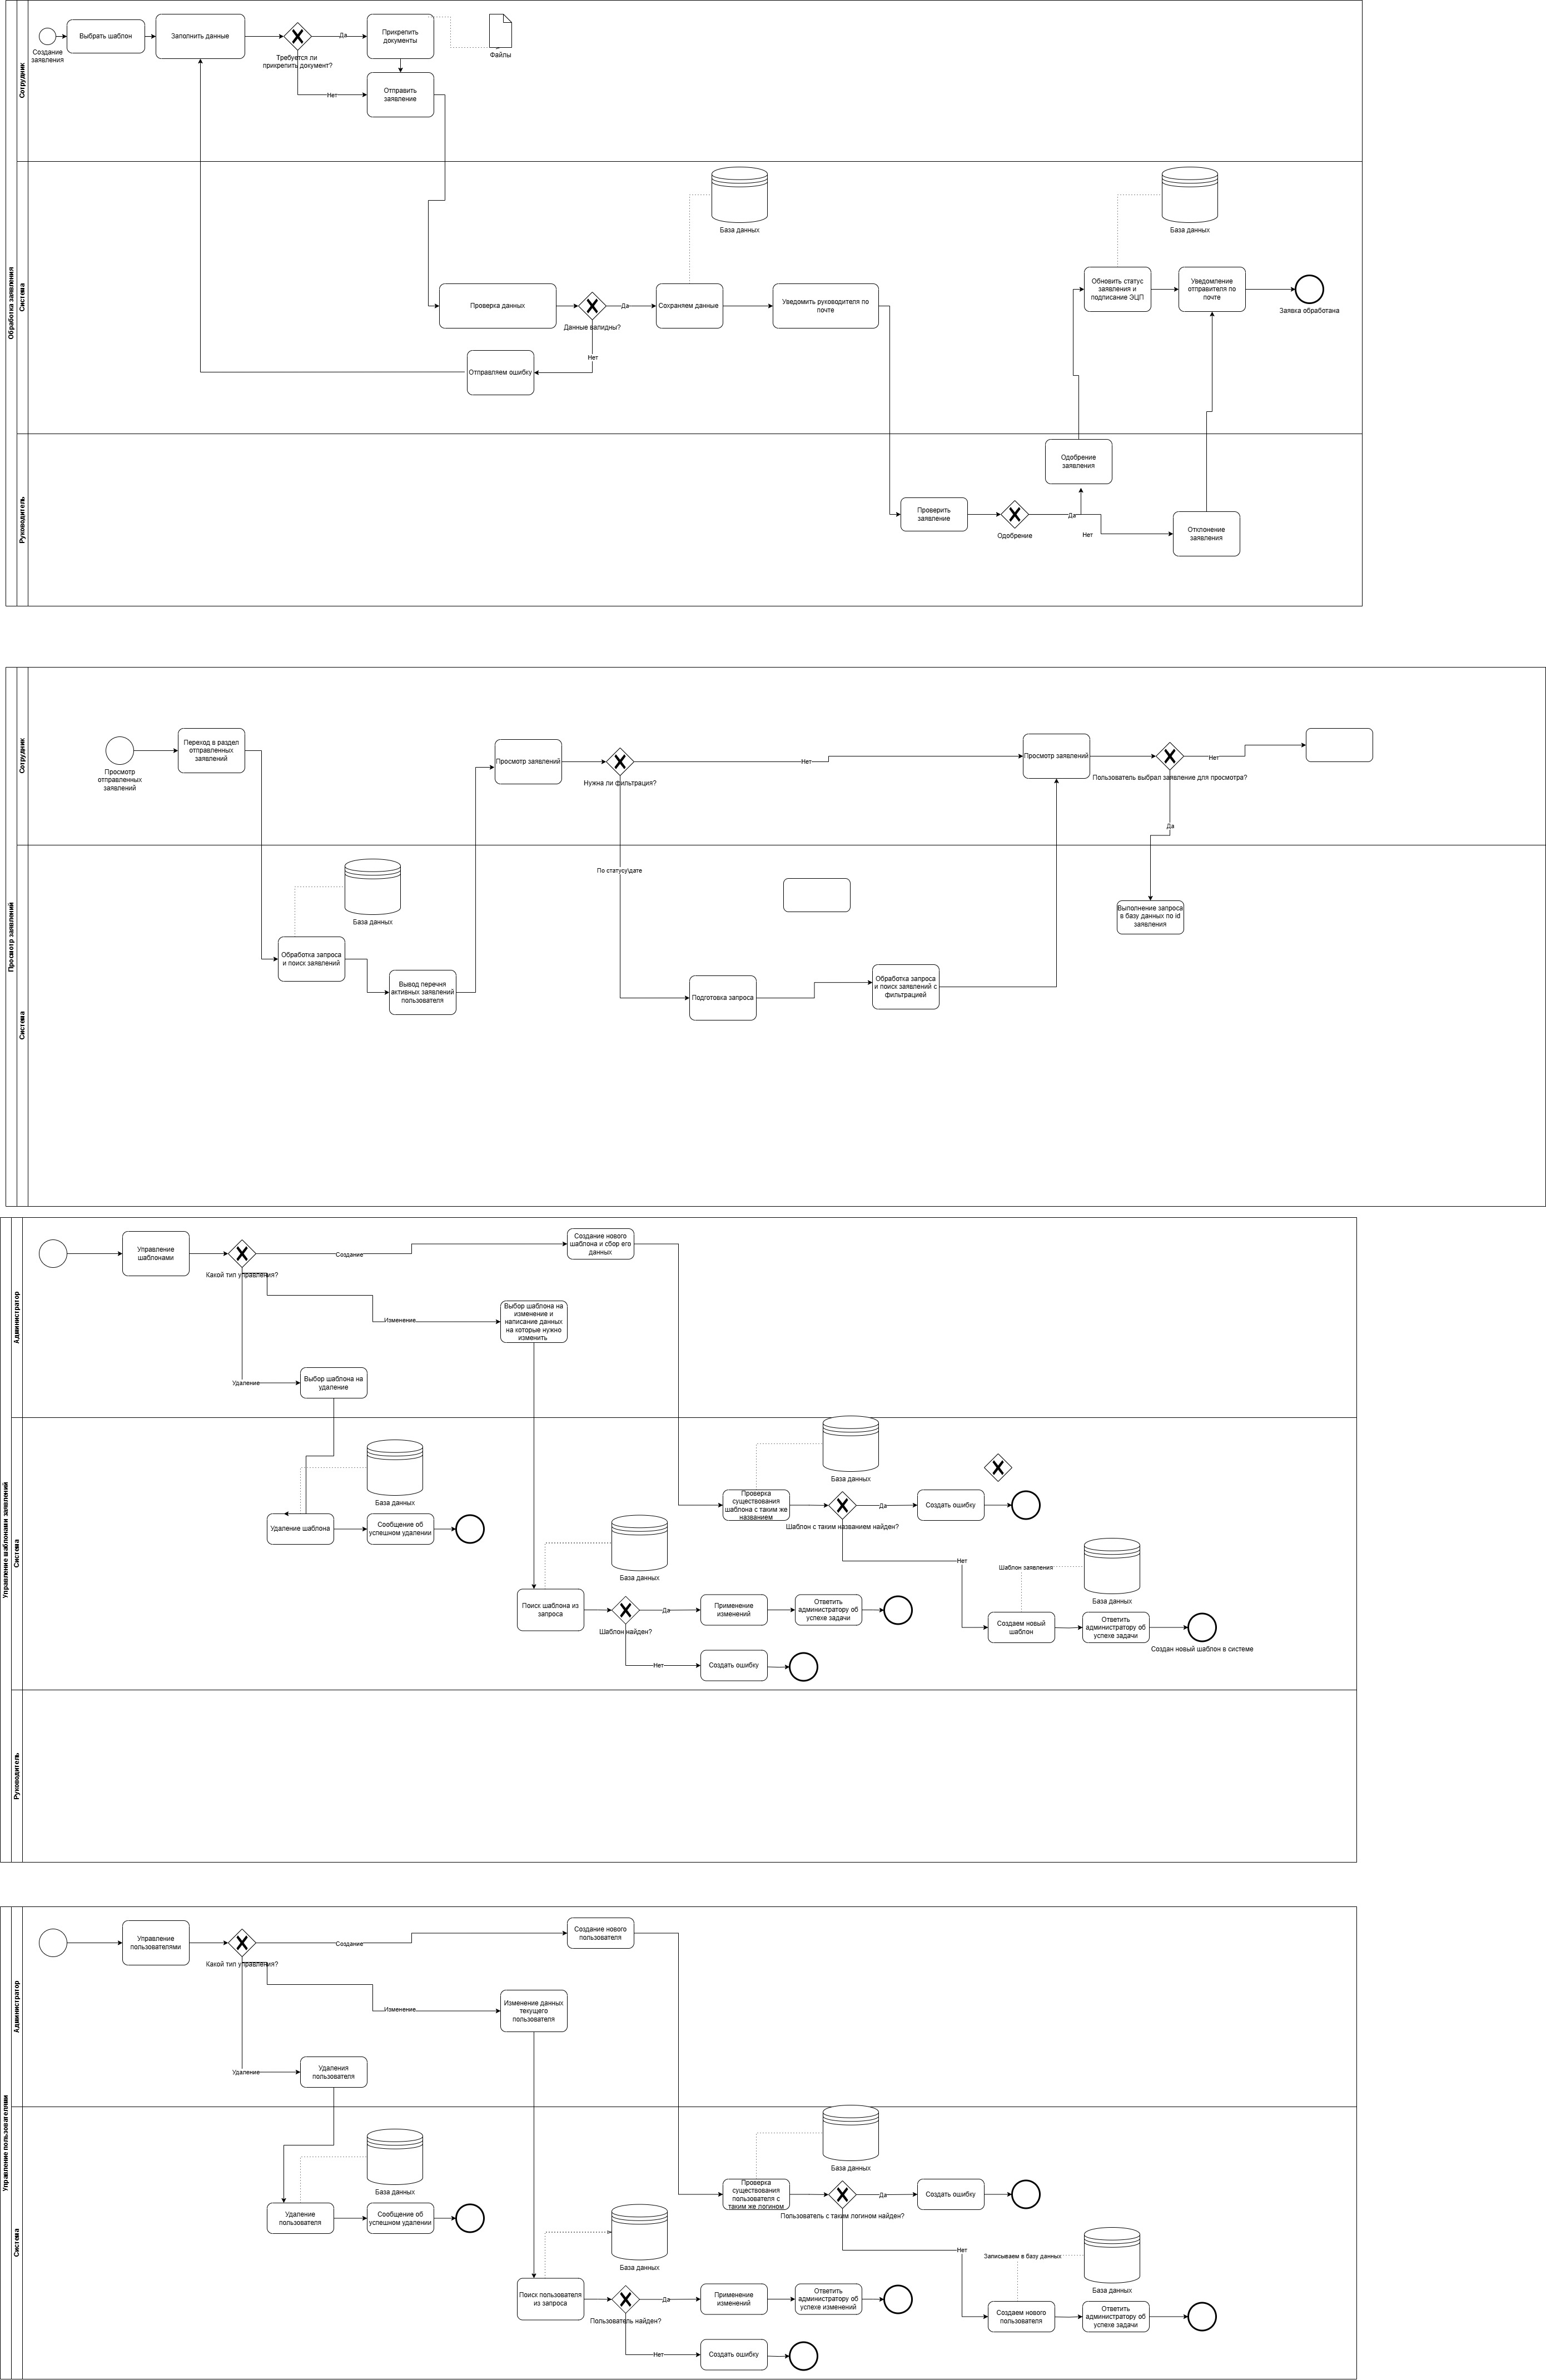 Обработка заявления
Сотрудник
Создание
заявления
Выбрать шаблон
Заполнить данные
Требуется ли
прикрепить документ?
Да
Нет
Прикрепить
документы
Файлы
Отправить
заявление
Система
База данных
База данных
Проверка данных
Данные валидны?
Да
Нет
Сохраняем данные
Уведомить руководителя по
почте
Обновить статус
заявления и
подписание ЭЦП
Уведомление
отправителя по
почте
Заявка обработана
Отправляем ошибку
Руководитель
Одобрение
заявления
Проверить
заявление
Одобрение
Да
Нет
Отклонение
заявления
Просмотр заявлений
Сотрудник
Просмотр
отправленных
заявлений
Переход в раздел
отправленных
заявлений
Просмотр заявлений
Нужна ли фильтрация?
Нет
Просмотр заявлений
Пользователь выбрал заявление для просмотра?
Нет
Да
Система
По статусу\дате
База данных
Обработка запроса
и поиск заявлений
Вывод перечня
активных заявлений
пользователя
Подготовка запроса
Обработка запроса
и поиск заявлений с
фильтрацией
Выполнение запроса
в базу данных по id
заявления
Управление шаблонами заявлений
Администратор
Управление
шаблонами
Какой тип управления?
Создание
Изменение
Удаление
Создание нового
шаблона и сбор его
данных
Выбор шаблона на
изменение и
написание данных
на которые нужно
изменить
Выбор шаблона на
удаление
Система
База данных
Удаление шаблона
Сообщение об
успешном удалении
База данных
Поиск шаблона из
запроса
Шаблон найден?
Да
Нет
Применение
изменений
Ответить
администратору об
успехе задачи
Создать ошибку
База данных
Проверка
существования
шаблона с таким же
названием
Шаблон с таким названием найден?
Да
Нет
Создать ошибку
Шаблон заявления
База данных
Создаем новый
шаблон
Ответить
администратору об
успехе задачи
Создан новый шаблон в системе
Руководитель
Управление пользователями
Администратор
Управление
пользователями
Какой тип управления?
Создание
Изменение
Удаление
Создание нового
пользователя
Изменение данных
текущего
пользователя
Удаления
пользователя
Система
База данных
Удаление
пользователя
Сообщение об
успешном удалении
База данных
Поиск пользователя
из запроса
Пользователь найден?
Да
Нет
Применение
изменений
Ответить
администратору об
успехе изменений
Создать ошибку
База данных
Проверка
существования
пользователя с
таким же логином
Пользователь с таким логином найден?
Да
Нет
Создать ошибку
Записываем в базу данных
База данных
Создаем нового
пользователя
Ответить
администратору об
успехе задачи